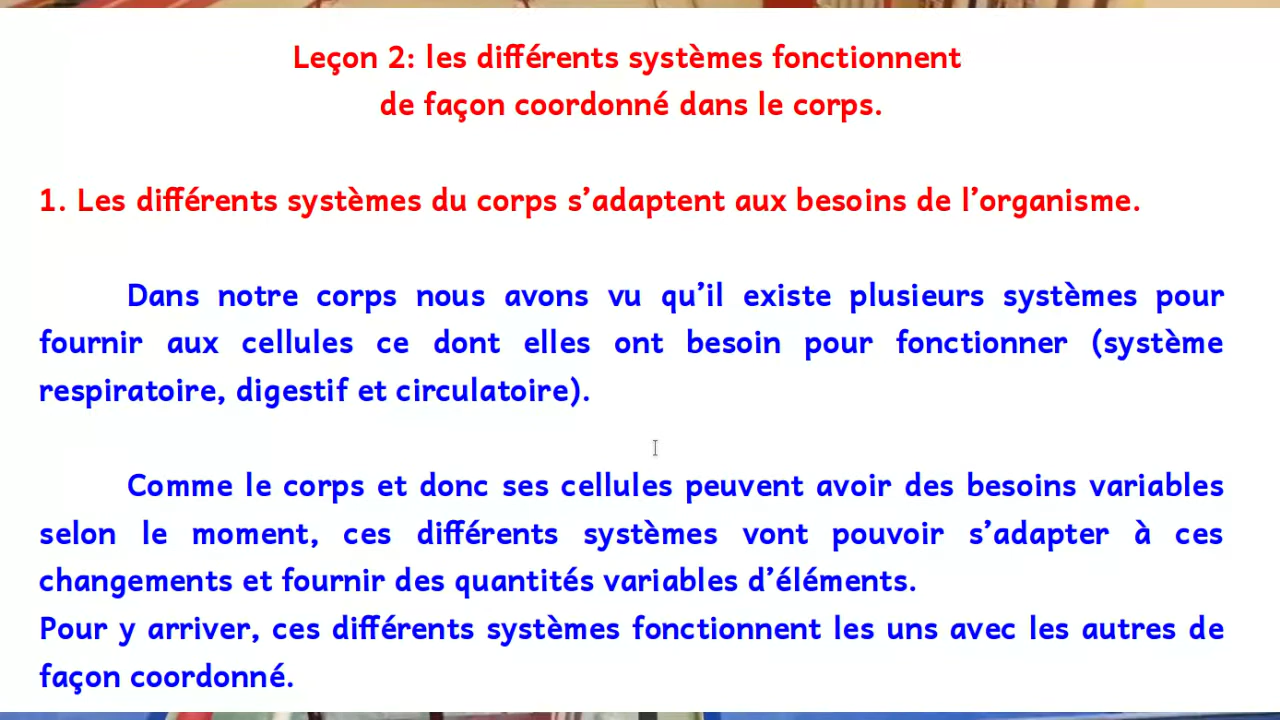 Leçon 2: les différents systèmes fonctionnent
de façon coordonné dans le corps.
1. Les différents systèmes du corps s’adaptent aux besoins de l’organisme.
Dans notre corps nous avons vu qu’il existe plusieurs systèmes pour
fournir aux cellules ce dont elles ont besoin pour fonctionner (système
respiratoire, digestif et circulatoire).
Comme le corps et donc ses cellules peuvent avoir des besoins variables
selon le moment, ces différents systèmes vont pouvoir s’adapter à ces
changements et fournir des quantités variables d’éléments.
Pour y arriver, ces différents systèmes fonctionnent les uns avec les autres de
façon coordonné.